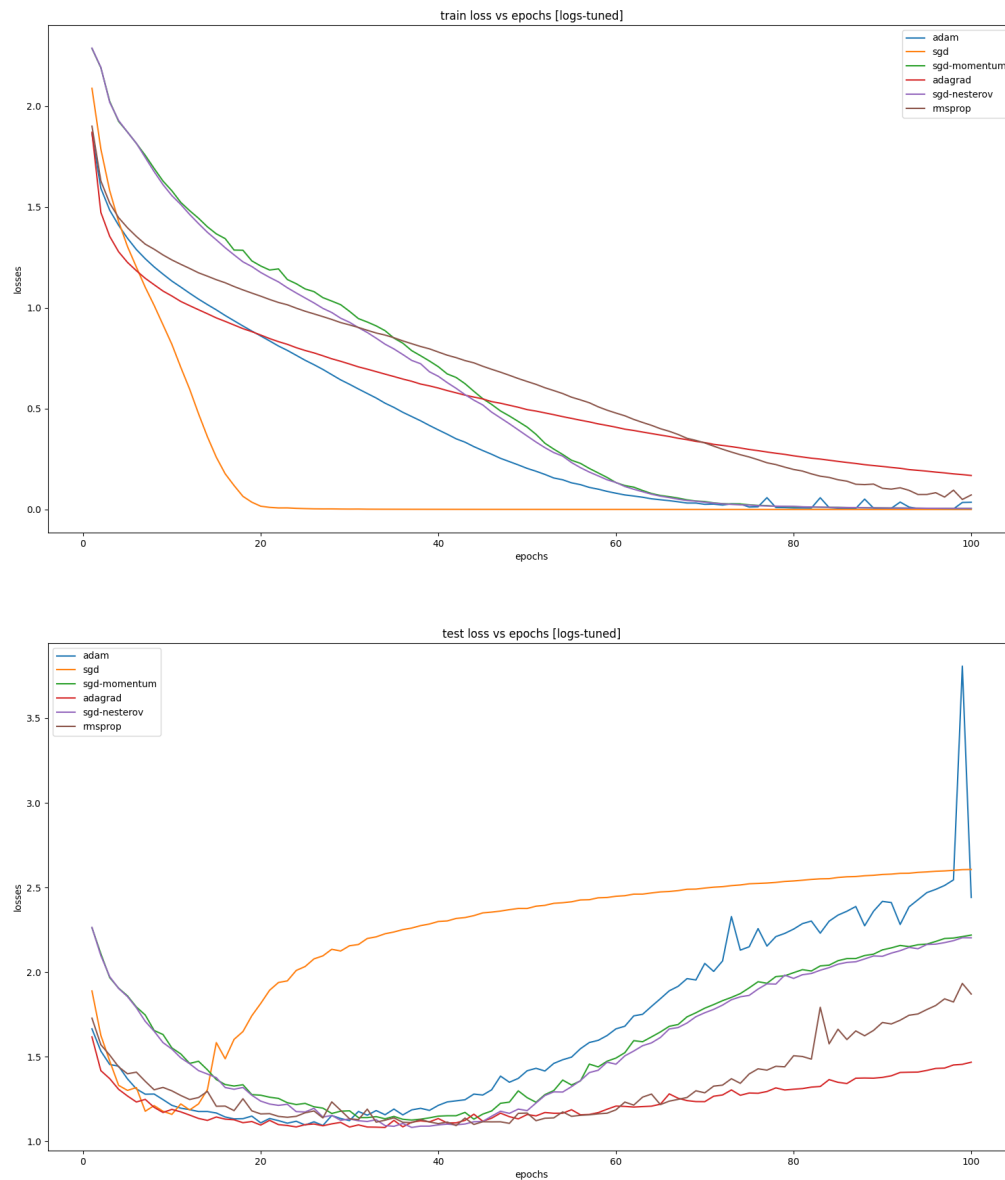 train loss vs epochs [logs-tuned]
adam
sgd
sgd-momentum
adagrad
sgd-nesterov
rmsprop
losses
2.0
1.5
1.0
0.5
0.0
0
20
40
60
80
100
epochs
test loss vs epochs [logs-tuned]
adam
sgd
sgd-momentum
adagrad
sgd-nesterov
rmsprop
losses
3.5
3.0
2.5
2.0
1.5
1.0
0
20
40
60
80
100
epochs